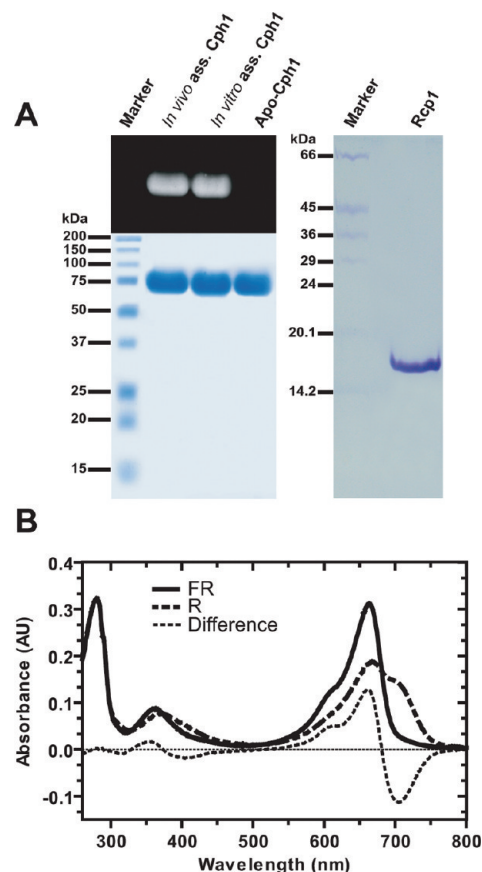 A
Marker
In vivo ass. Cph1
In vitro ass. Cph1
Apo-Cph1
kDa
200
150
100
75
50
37
25
20
15
Marker
Rcp1
kDa
66
45
36
29
24
20.1
14.2
B
FR
R
Difference
Absorbance (AU)
0.4
0.3
0.2
0.1
0.0
-0.1
300
400
500
600
700
800
Wavelength (nm)